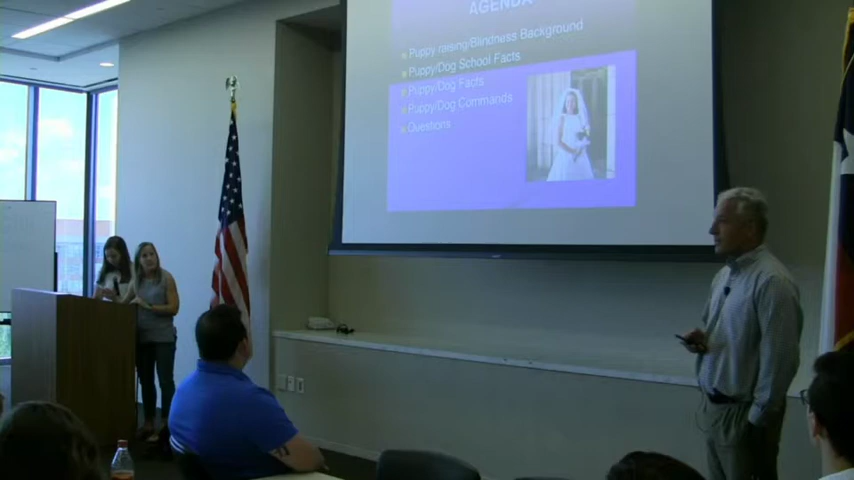 AGENDA
Puppy raising/Blindness Background
Puppy/Dog School Facts
Puppy/Dog Facts
Puppy/Dog Commands
Questions